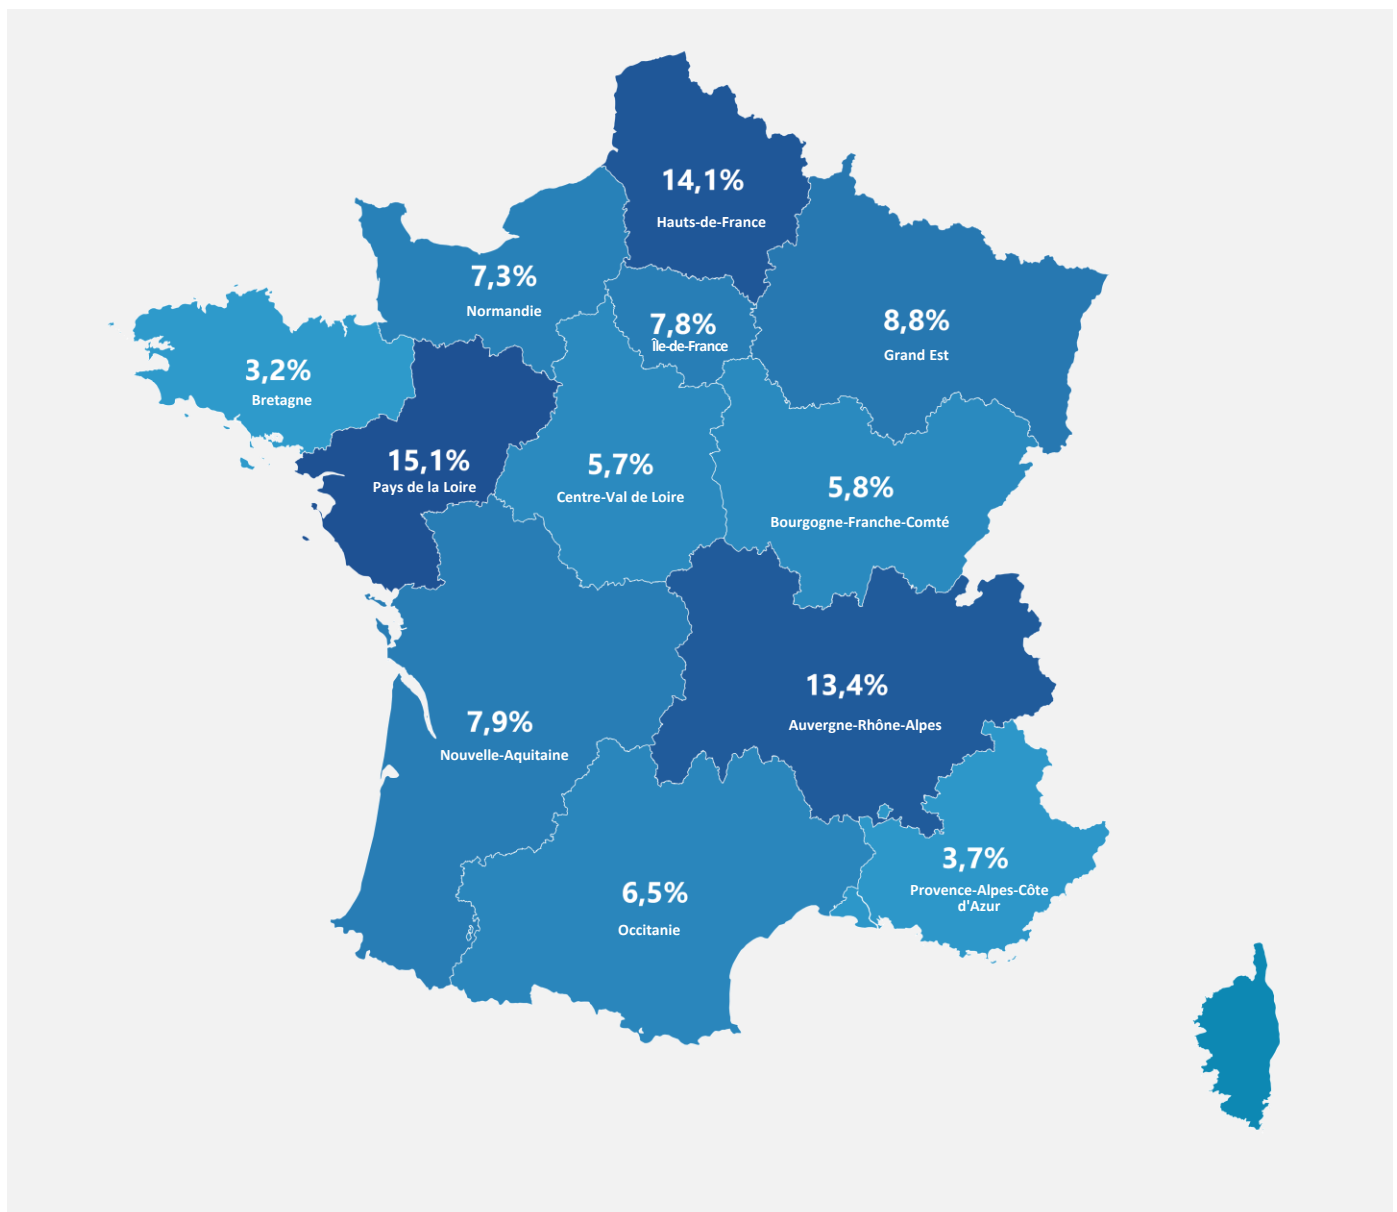 14,1%
Hauts-de-France
7,3%
Normandie
7,8%
Île-de-France
8,8%
Grand Est
3,2%
Bretagne
15,1%
Pays de la Loire
5,7%
Centre-Val de Loire
5,8%
Bourgogne-Franche-Comté
13,4%
Auvergne-Rhône-Alpes
7,9%
Nouvelle-Aquitaine
3,7%
Provence-Alpes-Côte
d'Azur
6,5%
Occitanie